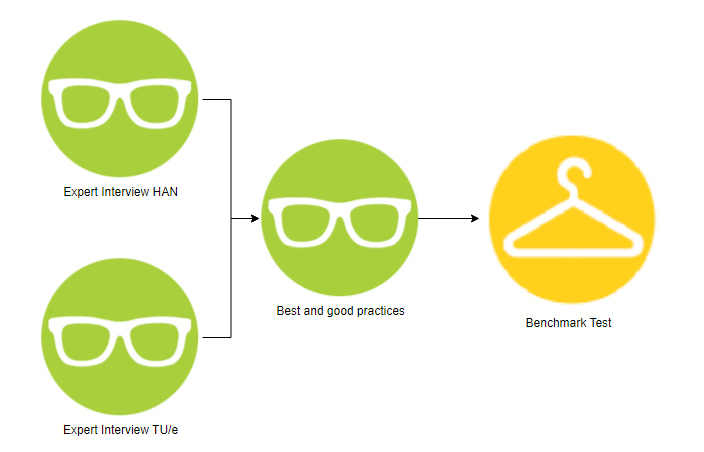 Expert Interview HAN
Best and good practices
Benchmark Test
Expert Interview TU/e